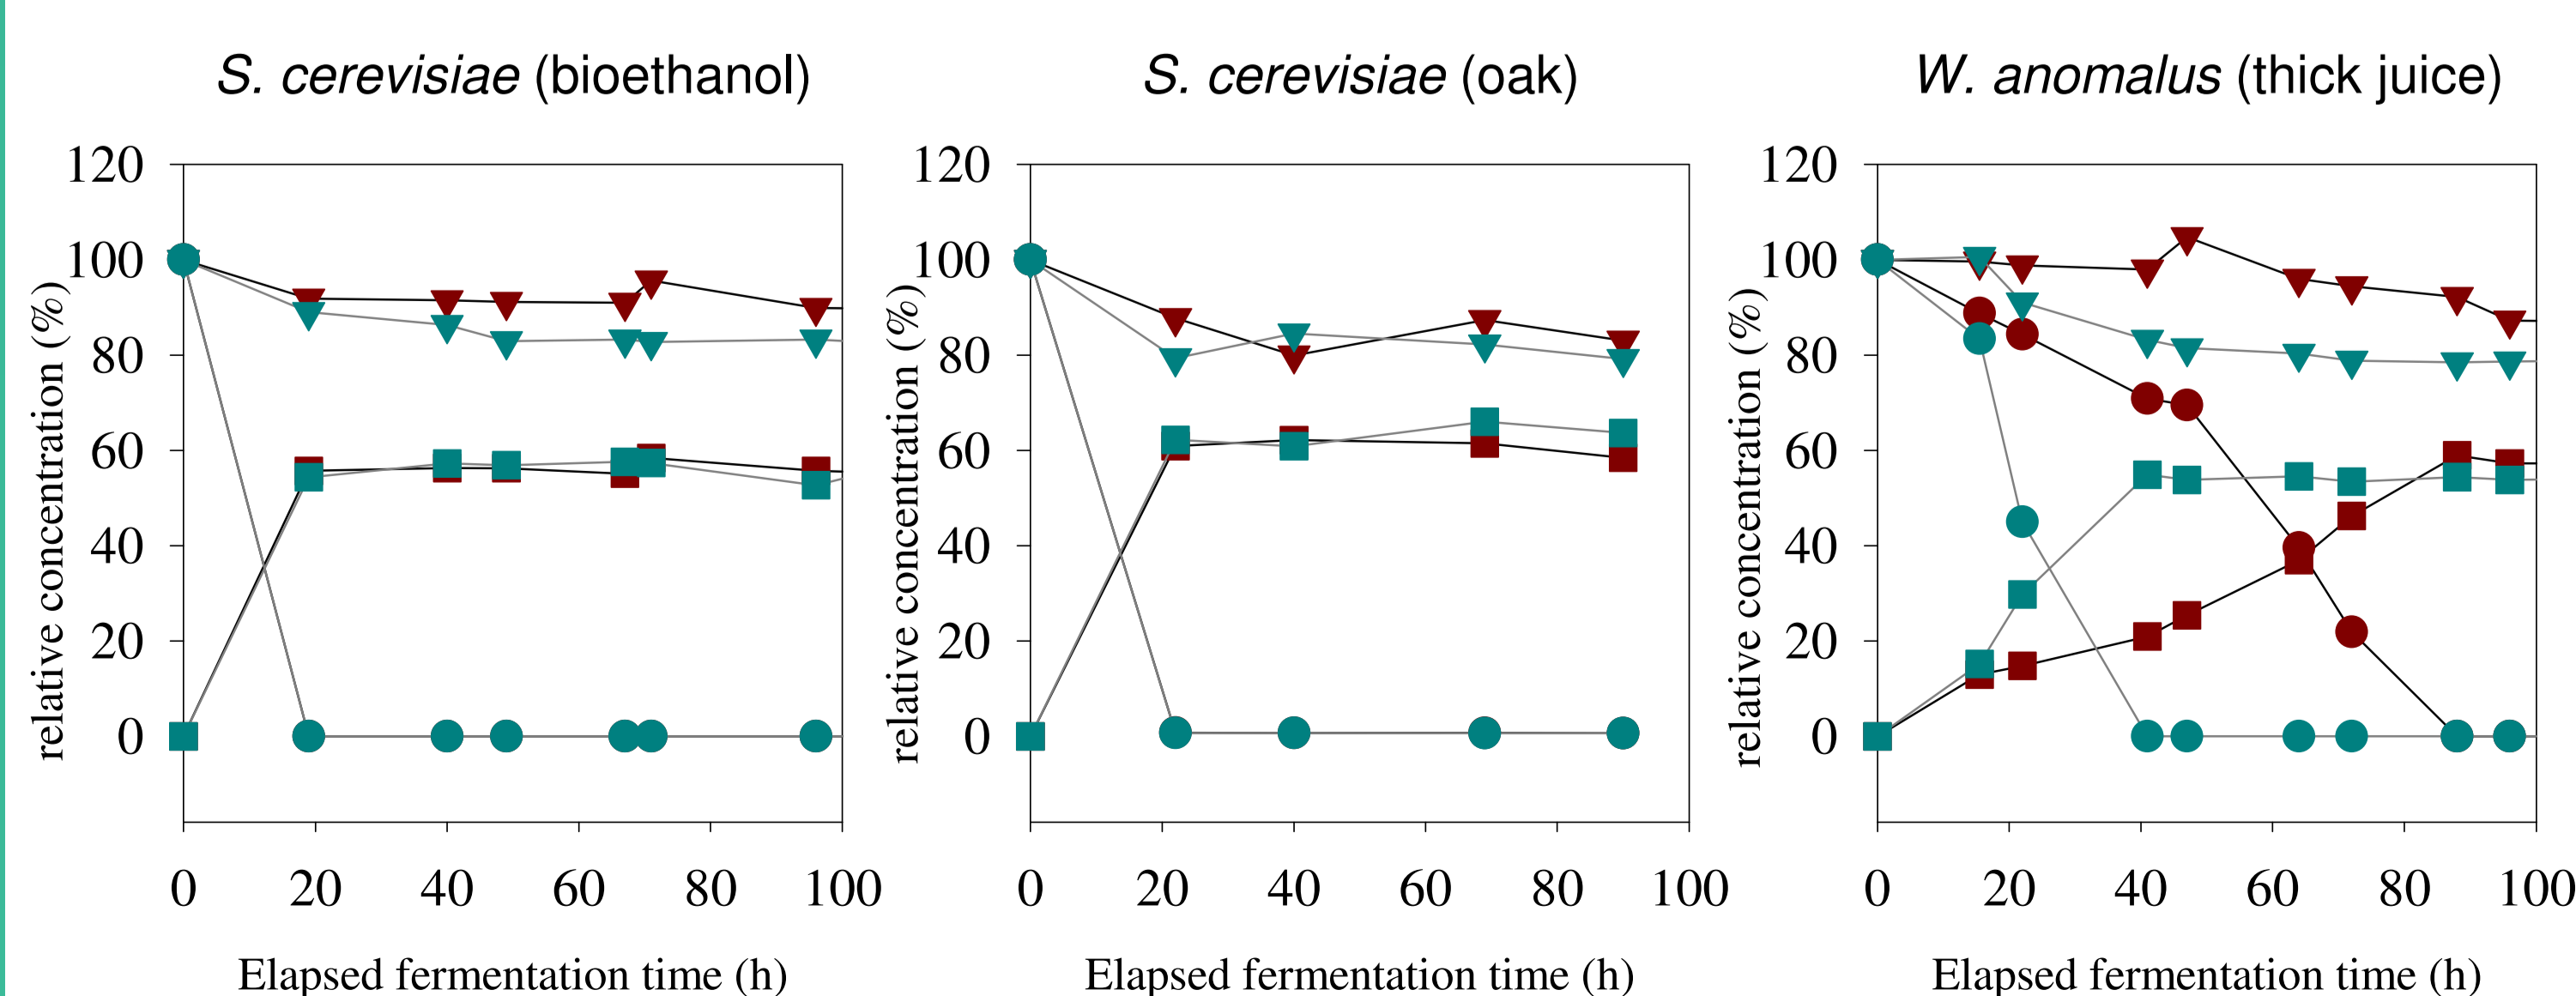 S. cerevisiae (bioethanol)
120
100
80
60
40
20
0
relative concentration (%)
0 20 40 60 80 100
Elapsed fermentation time (h)
S. cerevisiae (oak)
120
100
80
60
40
20
0
relative concentration (%)
0 20 40 60 80 100
Elapsed fermentation time (h)
W. anomalus (thick juice)
120
100
80
60
40
20
0
relative concentration (%)
0 20 40 60 80 100
Elapsed fermentation time (h)